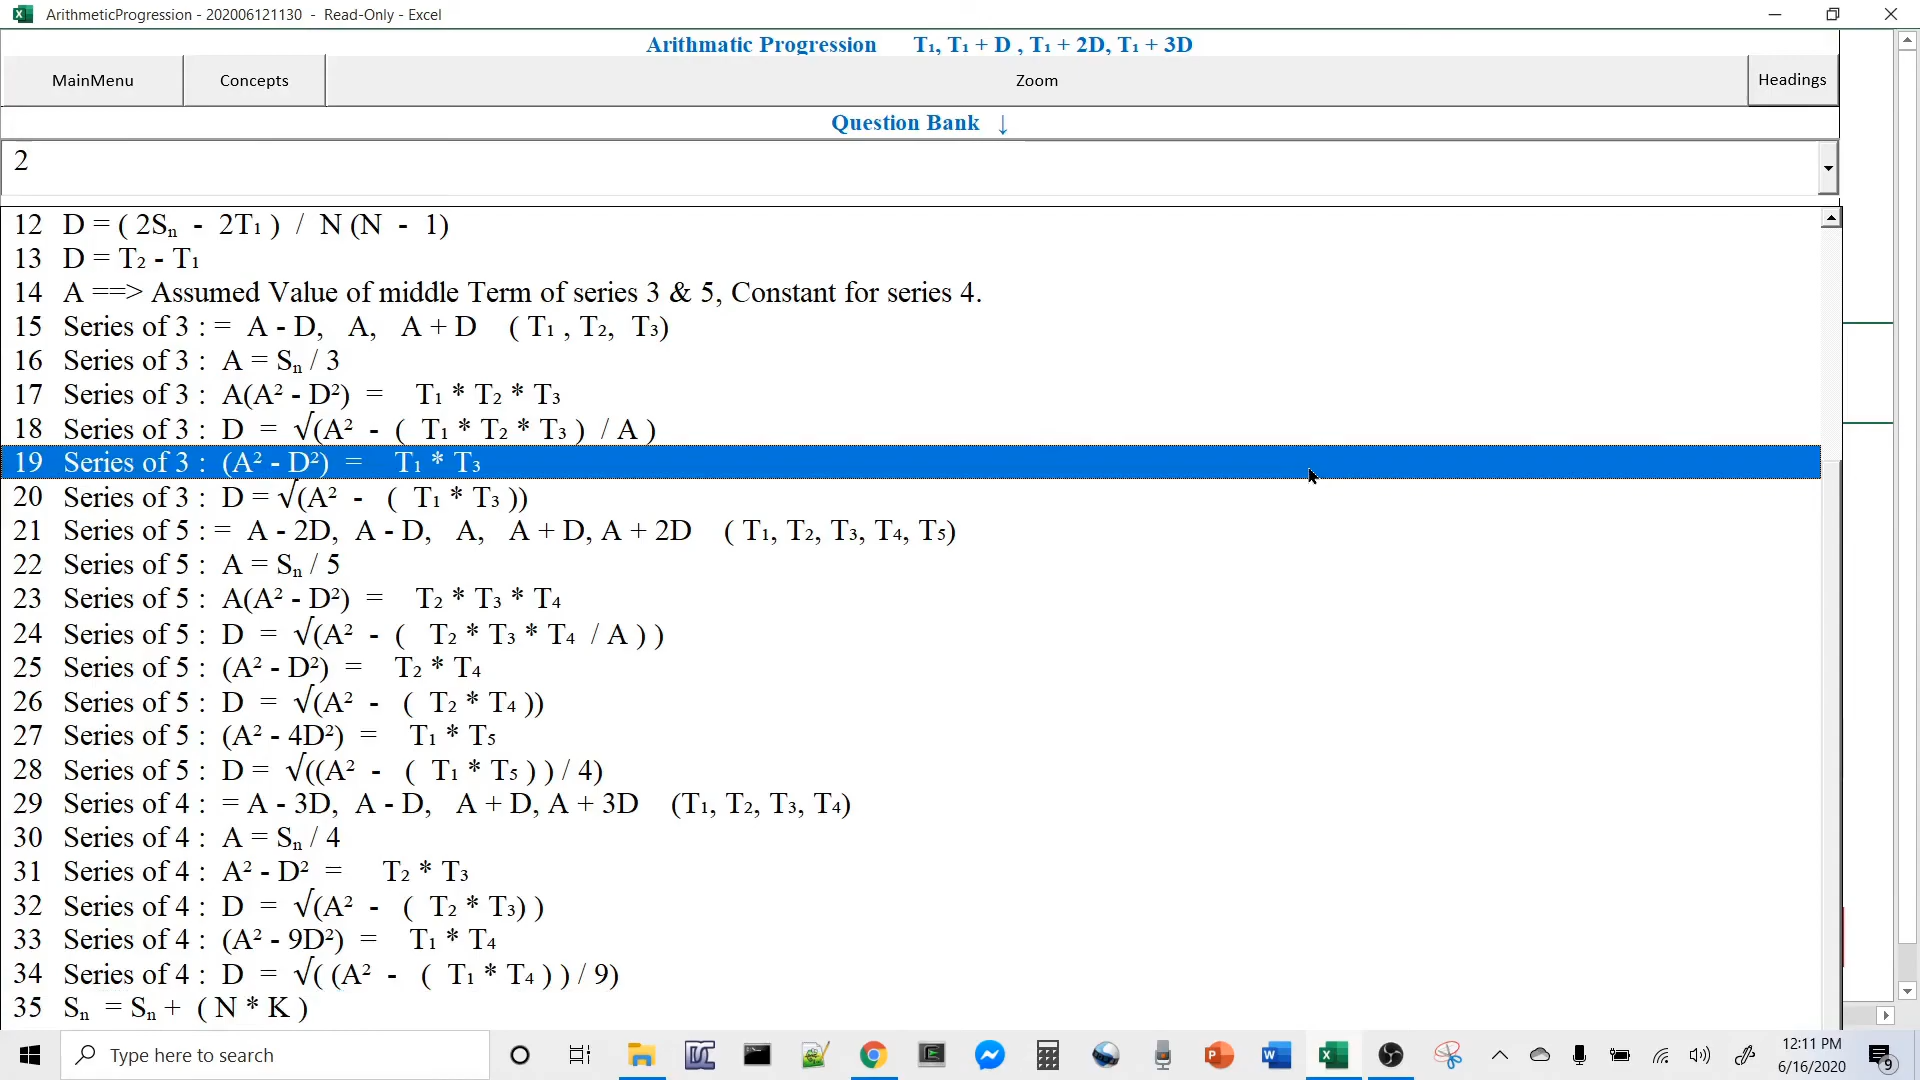 ArithmeticProgression - 202006121130 - Read-Only - Excel
Arithmatic Progression T₁, T₁ + D , T₁ + 2D, T₁ + 3D
MainMenu Concepts Zoom Headings
Question Bank ↓
2
12 D = ( 2Sₙ - 2T₁ ) / N (N - 1)
13 D = T₂ - T₁
14 A ==> Assumed Value of middle Term of series 3 & 5, Constant for series 4.
15 Series of 3 : = A - D, A, A + D ( T₁ , T₂, T₃)
16 Series of 3 : A = Sₙ / 3
17 Series of 3 : A(A² - D²) = T₁ * T₂ * T₃
18 Series of 3 : D = √(A² - ( T₁ * T₂ * T₃ ) / A )
19 Series of 3 : (A² - D²) = T₁ * T₃
20 Series of 3 : D = √(A² - ( T₁ * T₃ ))
21 Series of 5 : = A - 2D, A - D, A, A + D, A + 2D ( T₁, T₂, T₃, T₄, T₅)
22 Series of 5 : A = Sₙ / 5
23 Series of 5 : A(A² - D²) = T₂ * T₃ * T₄
24 Series of 5 : D = √(A² - ( T₂ * T₃ * T₄ / A ) )
25 Series of 5 : (A² - D²) = T₂ * T₄
26 Series of 5 : D = √(A² - ( T₂ * T₄ ))
27 Series of 5 : (A² - 4D²) = T₁ * T₅
28 Series of 5 : D = √((A² - ( T₁ * T₅ ) ) / 4)
29 Series of 4 : = A - 3D, A - D, A + D, A + 3D (T₁, T₂, T₃, T₄)
30 Series of 4 : A = Sₙ / 4
31 Series of 4 : A² - D² = T₂ * T₃
32 Series of 4 : D = √(A² - ( T₂ * T₃) )
33 Series of 4 : (A² - 9D²) = T₁ * T₄
34 Series of 4 : D = √( (A² - ( T₁ * T₄ ) ) / 9)
35 Sₙ = Sₙ + ( N * K )
Type here to search
12:11 PM
6/16/2020
9